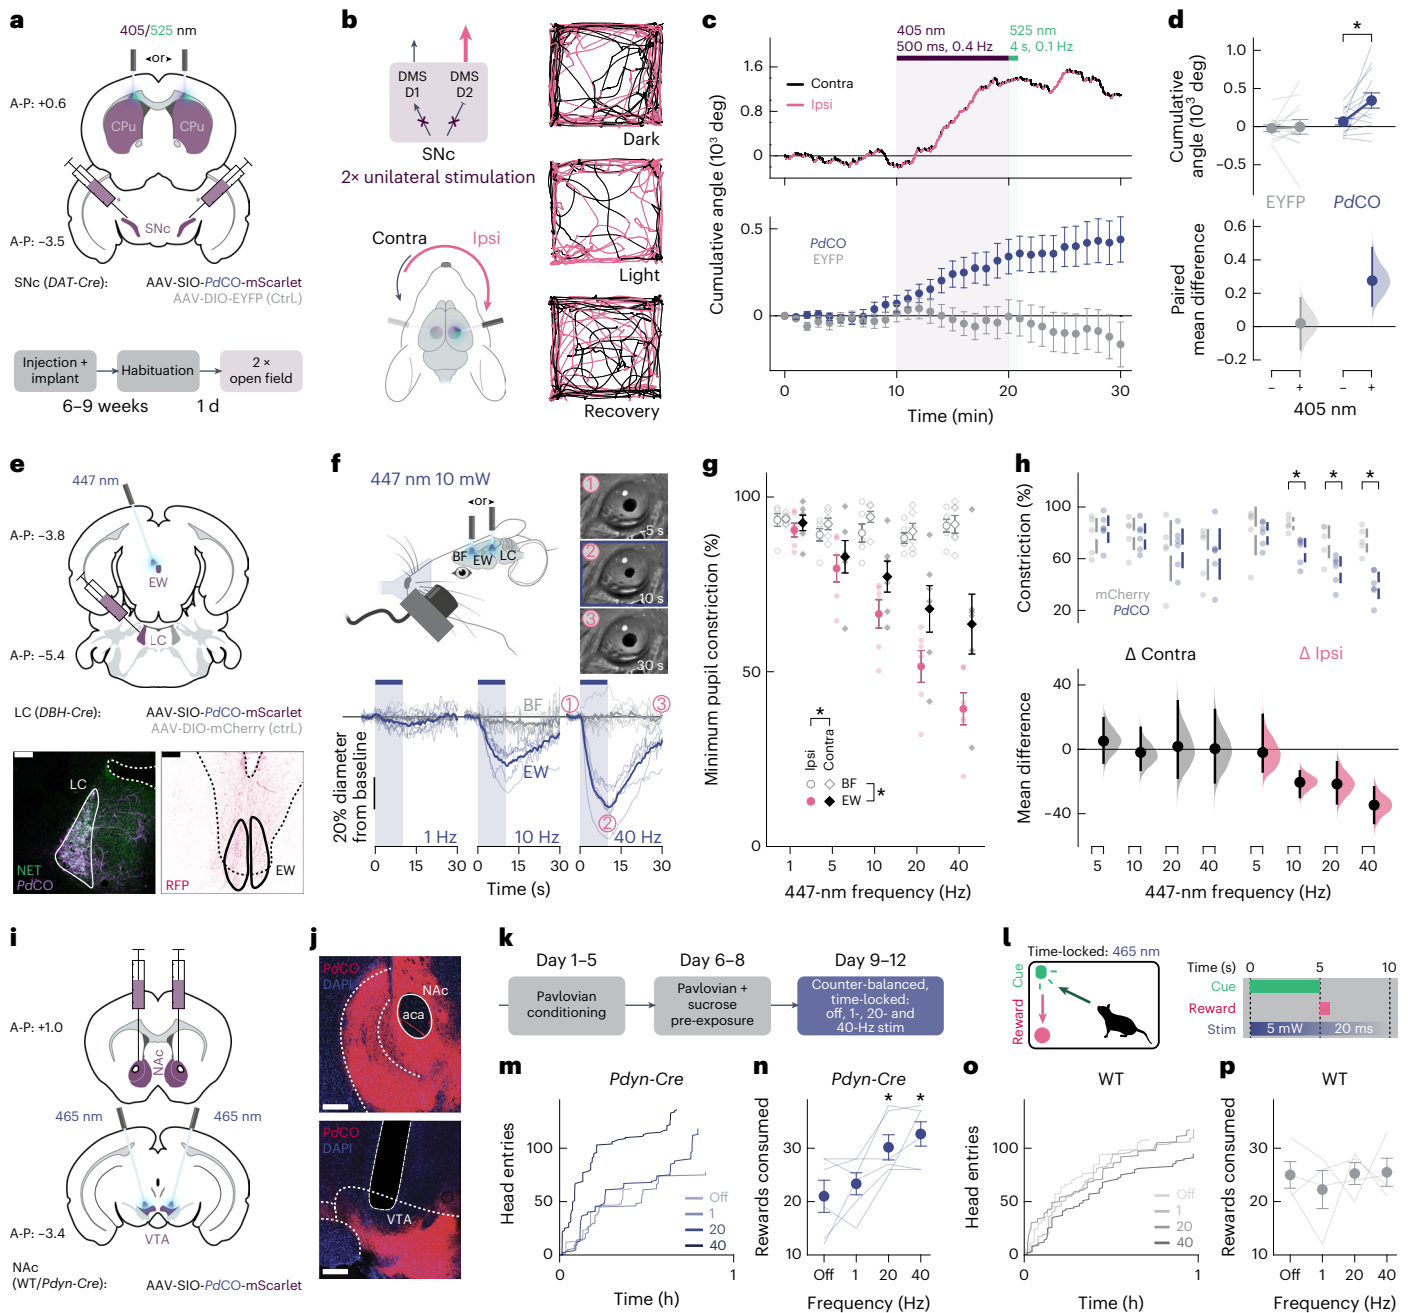 a
405/525 nm
◄or►
A-P: +0.6
CPu
CPu
A-P: −3.5
SNc
SNc (DAT-Cre):
AAV-SIO-PdCO-mScarlet
AAV-DIO-EYFP (Ctrl.)
Injection +
implant
Habituation
2 ×
open field
6–9 weeks
1 d
b
DMS
D1
DMS
D2
SNc
2× unilateral stimulation
Contra
Ipsi
Dark
Light
Recovery
c
405 nm
500 ms, 0.4 Hz
525 nm
4 s, 0.1 Hz
Contra
Ipsi
1.6
0.8
0
Cumulative angle (10³ deg)
PdCO
EYFP
0.5
0
0
10
20
30
Time (min)
d
*
1.0
0.5
0
−0.5
Cumulative
angle (10³ deg)
EYFP
PdCO
0.6
0.4
0.2
0
−0.2
Paired
mean difference
− + − +
405 nm
e
447 nm
A-P: −3.8
EW
LC
A-P: −5.4
LC (DBH-Cre):
AAV-SIO-PdCO-mScarlet
AAV-DIO-mCherry (ctrl.)
LC
NET
PdCO
RFP
EW
f
447 nm 10 mW
◄or►
BF
EW
LC
1
−5 s
2
10 s
3
30 s
BF
EW
1
2
3
20% diameter
from baseline
1 Hz
10 Hz
40 Hz
0 30 0 30 0 30
Time (s)
g
100
50
0
Minimum pupil constriction (%)
*
Ipsi
Contra
BF
EW
*
1 5 10 20 40
447-nm frequency (Hz)
h
* * *
100
60
20
Constriction (%)
mCherry
PdCO
Δ Contra
Δ Ipsi
40
0
−40
Mean difference
5 10 20 40 5 10 20 40
447-nm frequency (Hz)
i
A-P: +1.0
NAc
465 nm
465 nm
A-P: −3.4
VTA
NAc
(WT/Pdyn-Cre):
AAV-SIO-PdCO-mScarlet
j
PdCO
DAPI
NAc
aca
PdCO
DAPI
VTA
k
Day 1–5
Day 6–8
Day 9–12
Pavlovian
conditioning
Pavlovian +
sucrose
pre-exposure
Counter-balanced,
time-locked:
off, 1-, 20- and
40-Hz stim
l
Time-locked: 465 nm
Cue
Reward
Time (s)
0
5
10
Cue
Reward
Stim
5 mW
20 ms
m
Pdyn-Cre
100
50
0
Head entries
Off
1
20
40
0
1
Time (h)
n
Pdyn-Cre
* *
30
20
10
Rewards consumed
Off 1 20 40
Frequency (Hz)
o
WT
100
50
0
Head entries
Off
1
20
40
0
1
Time (h)
p
WT
30
20
10
Rewards consumed
Off 1 20 40
Frequency (Hz)